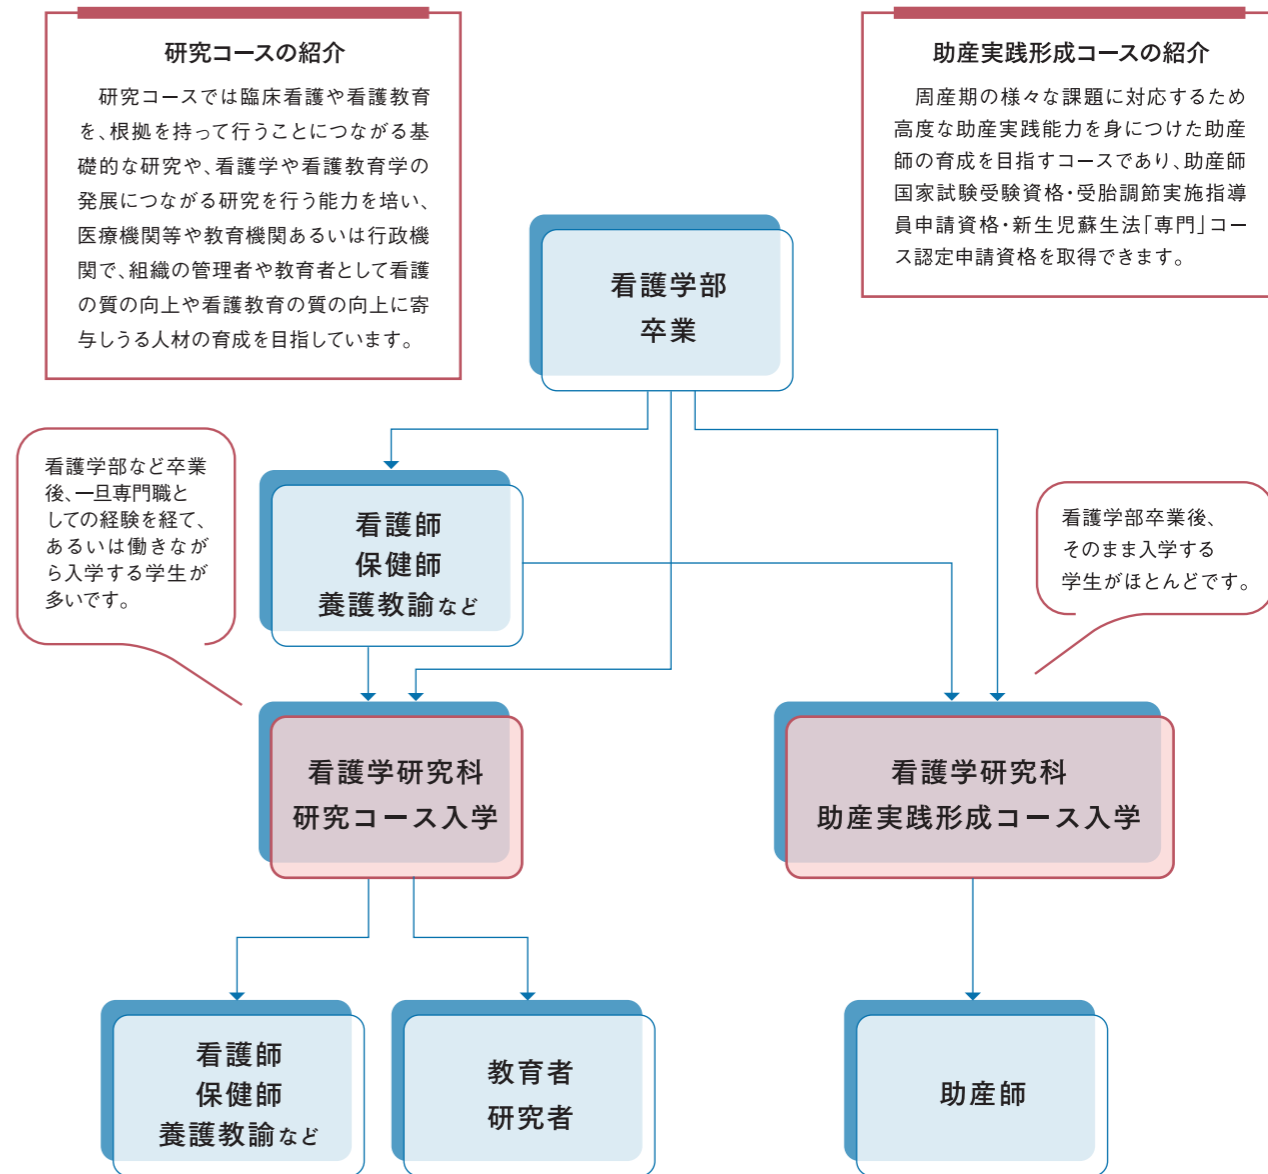 研究コースの紹介
研究コースでは臨床看護や看護教育
を、根拠を持って行うことにつながる基
礎的な研究や、看護学や看護教育学の
発展につながる研究を行う能力を培い、
医療機関等や教育機関あるいは行政機
関で、組織の管理者や教育者として看護
の質の向上や看護教育の質の向上に寄
与しうる人材の育成を目指しています。
助産実践形成コースの紹介
周産期の様々な課題に対応するため
高度な助産実践能力を身につけた助産
師の育成を目指すコースであり、助産師
国家試験受験資格・受胎調節実施指導
員申請資格・新生児蘇生法「専門」コー
ス認定申請資格を取得できます。
看護学部
卒業
看護学部など卒業
後、一旦専門職と
しての経験を経て、
あるいは働きなが
ら入学する学生が
多いです。
看護師
保健師
養護教諭など
看護学部卒業後、
そのまま入学する
学生がほとんどです。
看護学研究科
研究コース入学
看護学研究科
助産実践形成コース入学
看護師
保健師
養護教諭など
教育者
研究者
助産師